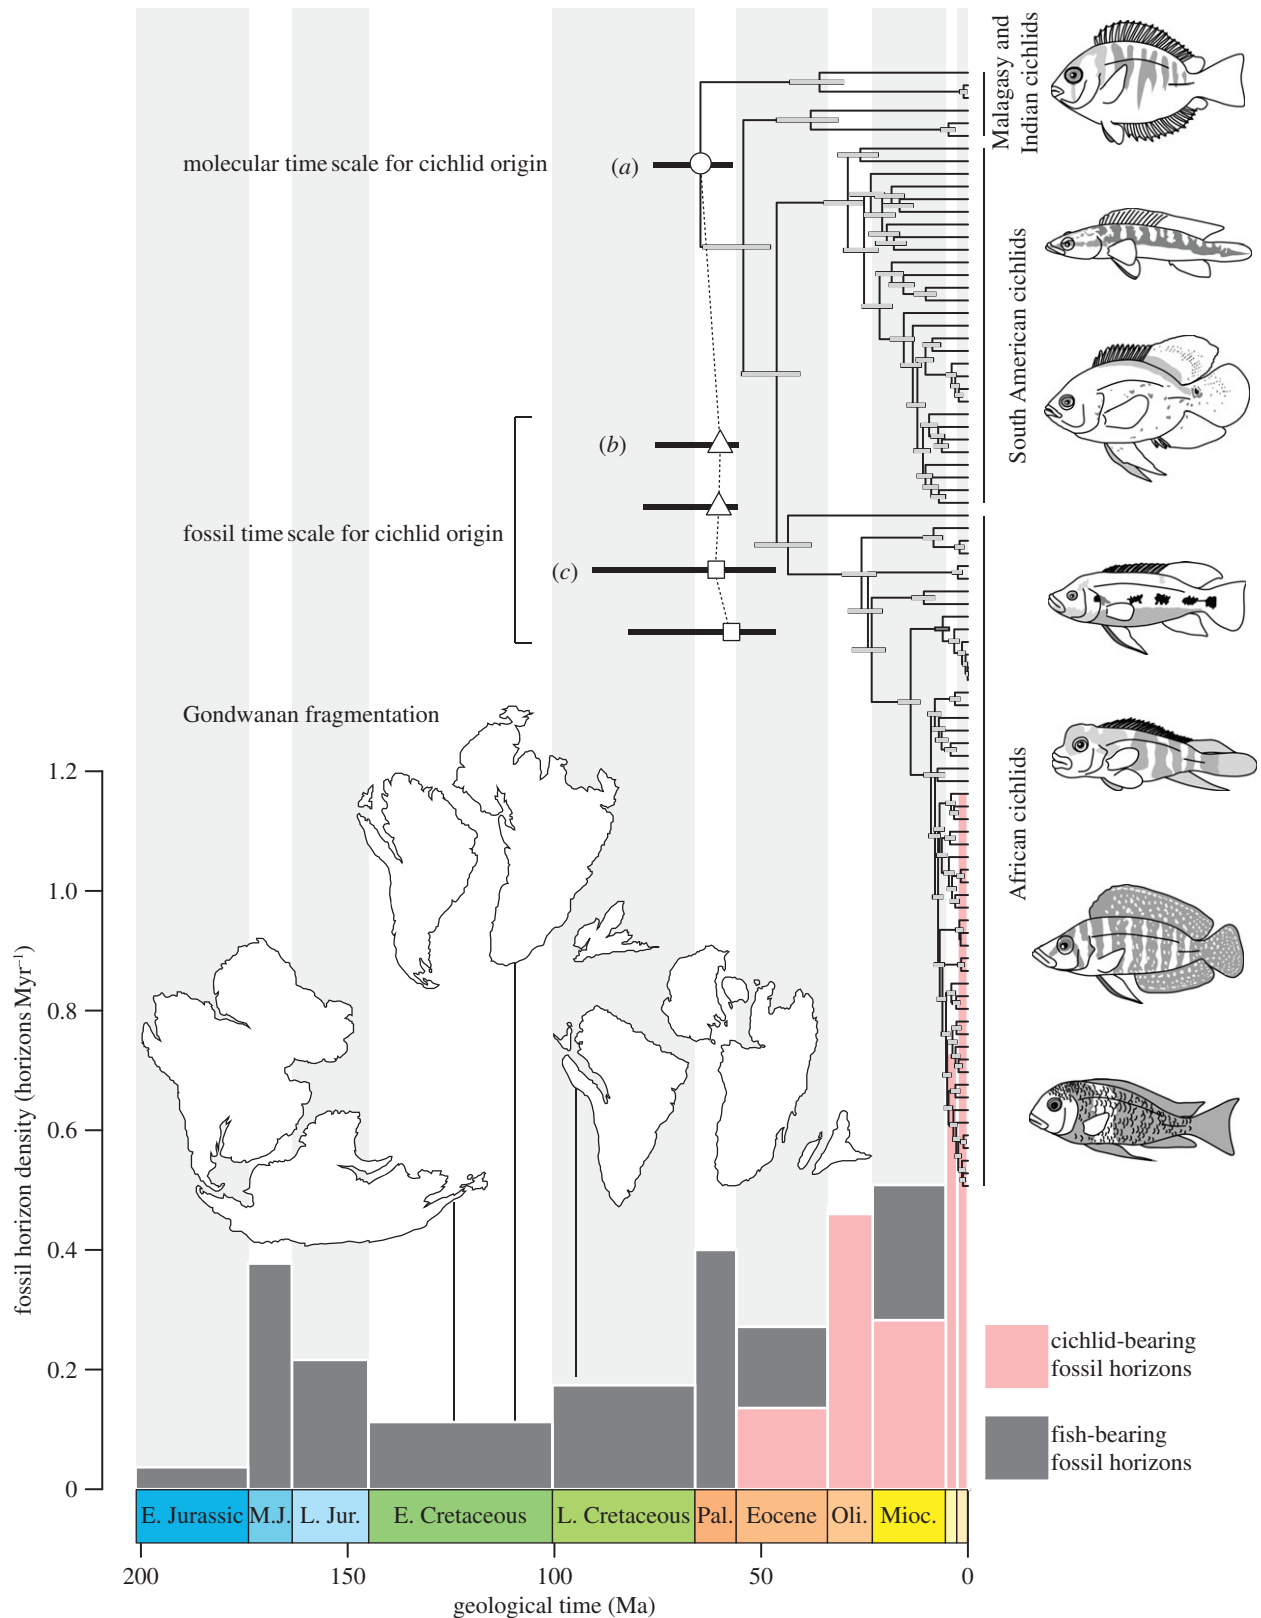 Malagasy and
Indian cichlids
molecular time scale for cichlid origin
(a)
South American cichlids
(b)
fossil time scale for cichlid origin
(c)
Gondwanan fragmentation
African cichlids
fossil horizon density (horizons Myr–1)
1.2
1.0
0.8
0.6
0.4
0.2
0
cichlid-bearing
fossil horizons
fish-bearing
fossil horizons
E. Jurassic M.J. L. Jur. E. Cretaceous L. Cretaceous Pal. Eocene Oli. Mioc.
200 150 100 50 0
geological time (Ma)